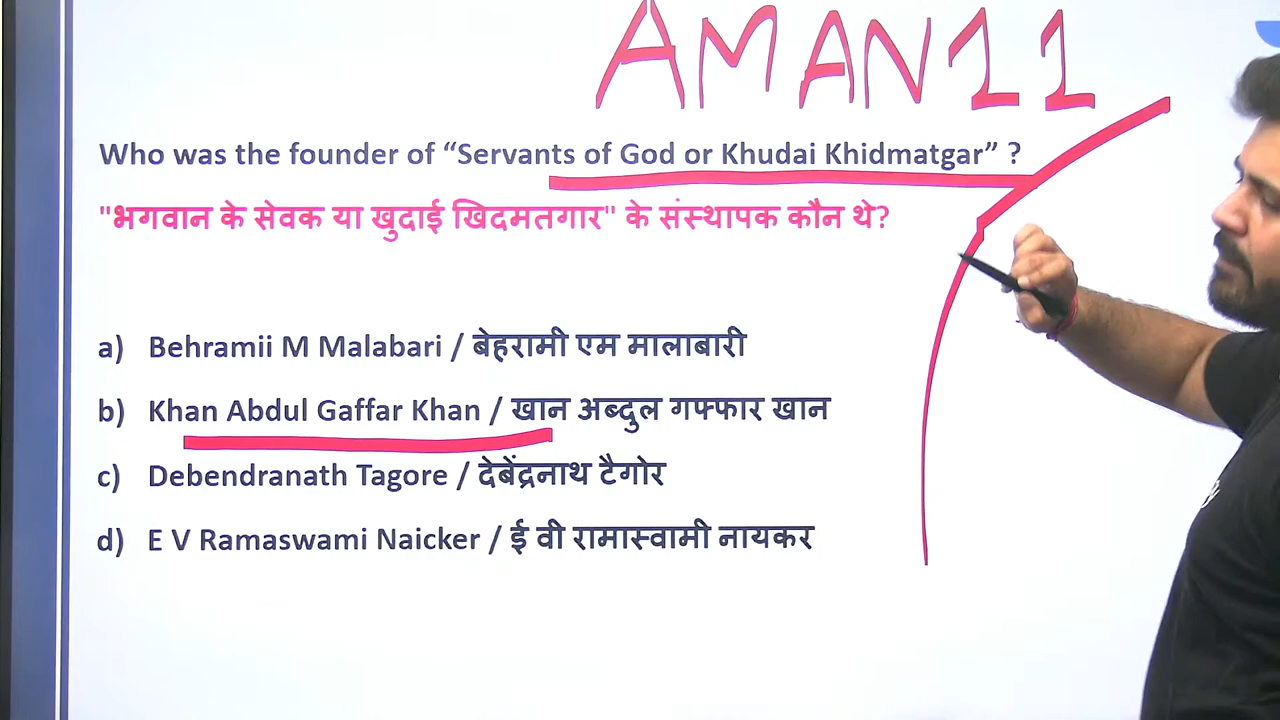 AMAN11
Who was the founder of “Servants of God or Khudai Khidmatgar” ?
"भगवान के सेवक या खुदाई खिदमतगार" के संस्थापक कौन थे?
a) Behramii M Malabari / बेहरामी एम मालाबारी
b) Khan Abdul Gaffar Khan / खान अब्दुल गफ्फार खान
c) Debendranath Tagore / देबेंद्रनाथ टैगोर
d) E V Ramaswami Naicker / ई वी रामास्वामी नायकर